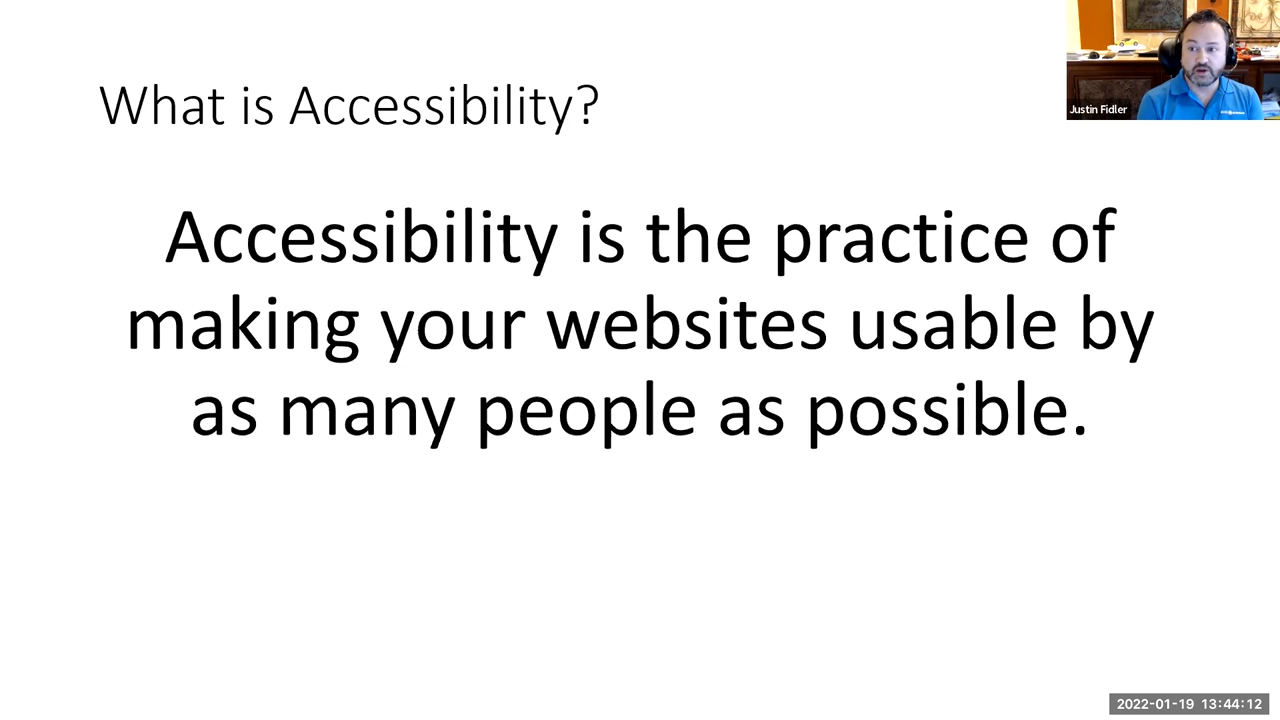 What is Accessibility?
Justin Fidler
Accessibility is the practice of
making your websites usable by
as many people as possible.
2022-01-19 13:44:12